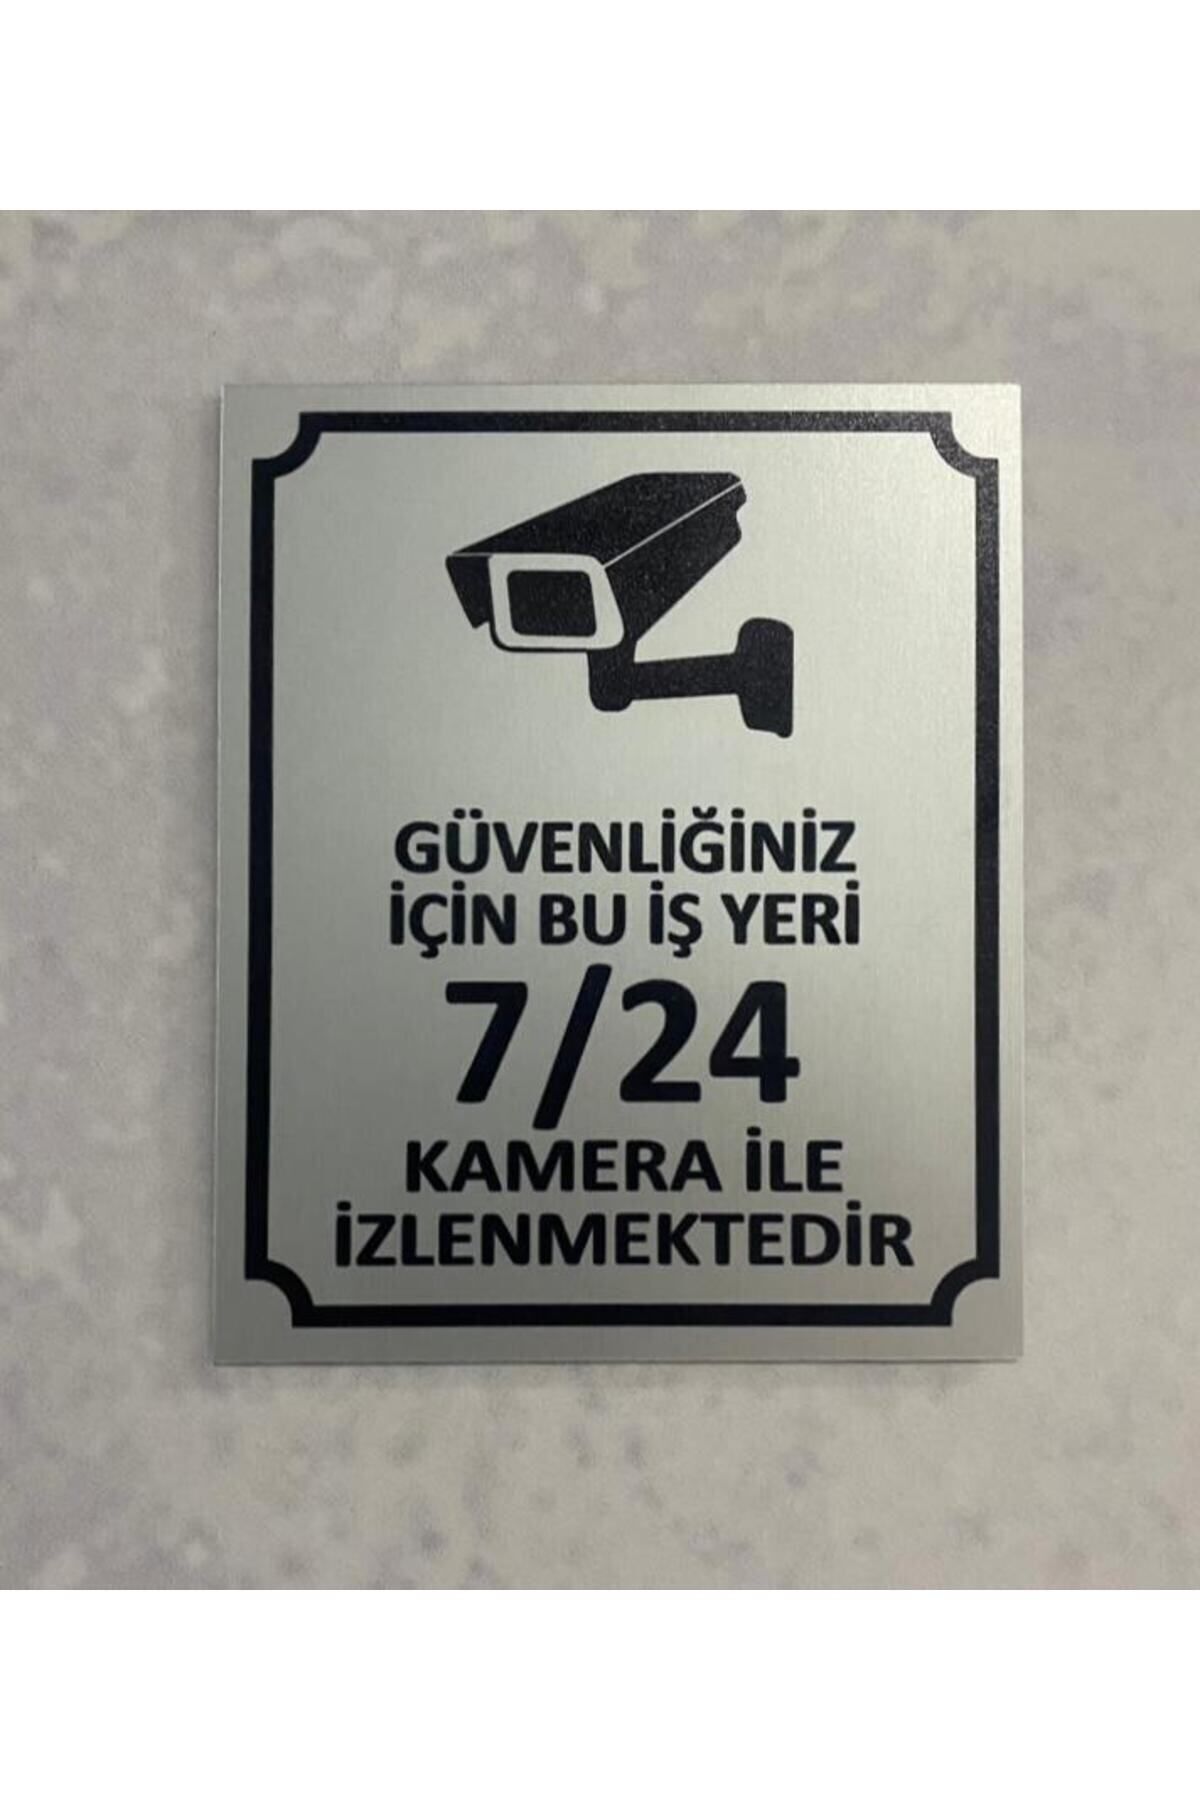 GÜVENLİĞİNİZ
İÇİN BU İŞ YERİ
7/24
KAMERA İLE
İZLENMEKTEDİR